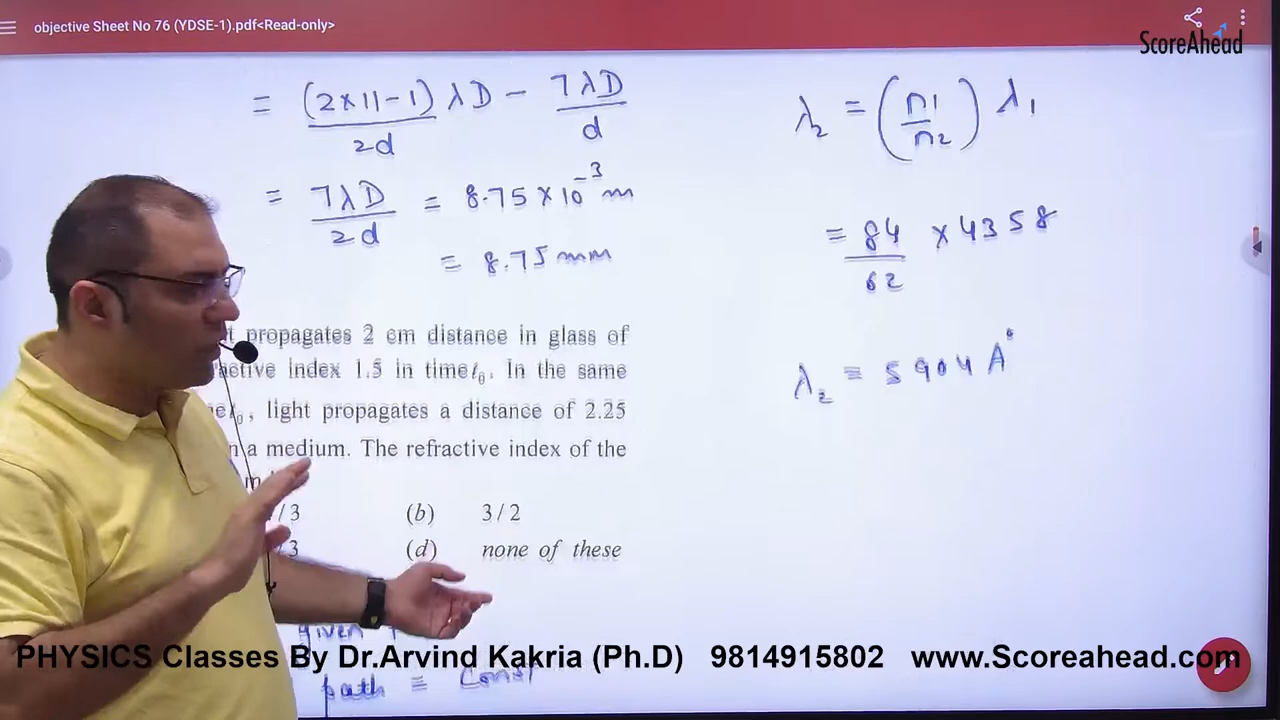 objective Sheet No 76 (YDSE-1).pdf<Read-only>
ScoreAhead
= (2×11-1) λD - 7λD
2d d
= 7λD = 8.75×10⁻³ m
2d
= 8.75 mm
propagates 2 cm distance in glass of
index 1.5 in time t₀. In the same
, light propagates a distance of 2.25
a medium. The refractive index of the
/3 (b) 3/2
/3 (d) none of these
given
path = Const
λ₂ = (n1/n2) λ₁
= 84 × 4358
62
λ₂ = 5904 A°
PHYSICS Classes By Dr.Arvind Kakria (Ph.D) 9814915802 www.Scoreahead.com